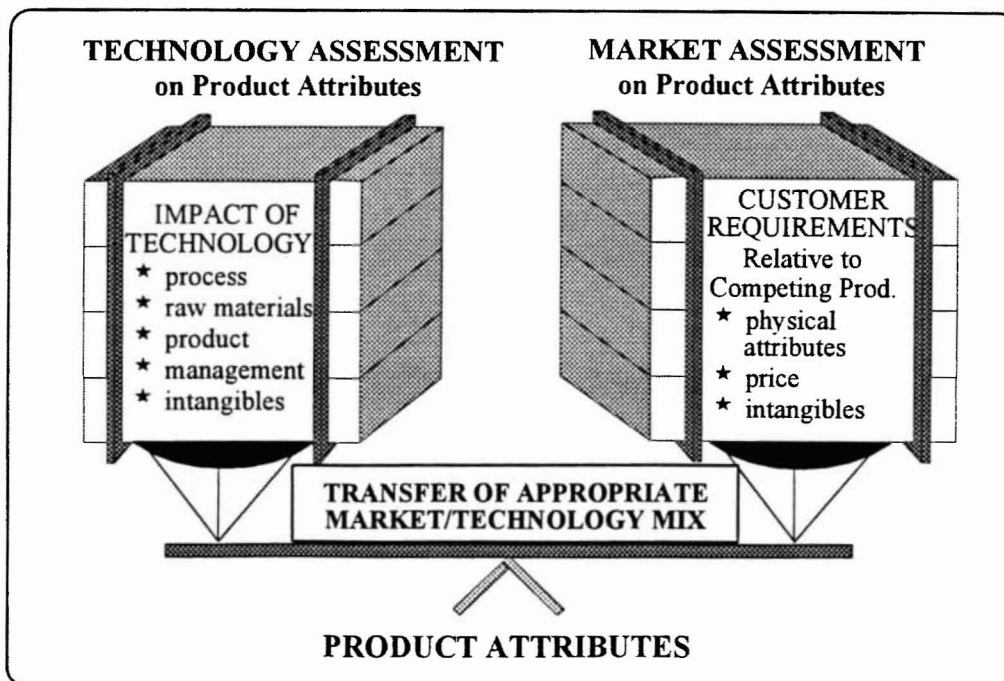 TECHNOLOGY ASSESSMENT
on Product Attributes
MARKET ASSESSMENT
on Product Attributes
IMPACT OF
TECHNOLOGY
★ process
★ raw materials
★ product
★ management
★ intangibles
CUSTOMER
REQUIREMENTS
Relative to
Competing Prod.
★ physical
attributes
★ price
★ intangibles
TRANSFER OF APPROPRIATE
MARKET/TECHNOLOGY MIX
PRODUCT ATTRIBUTES